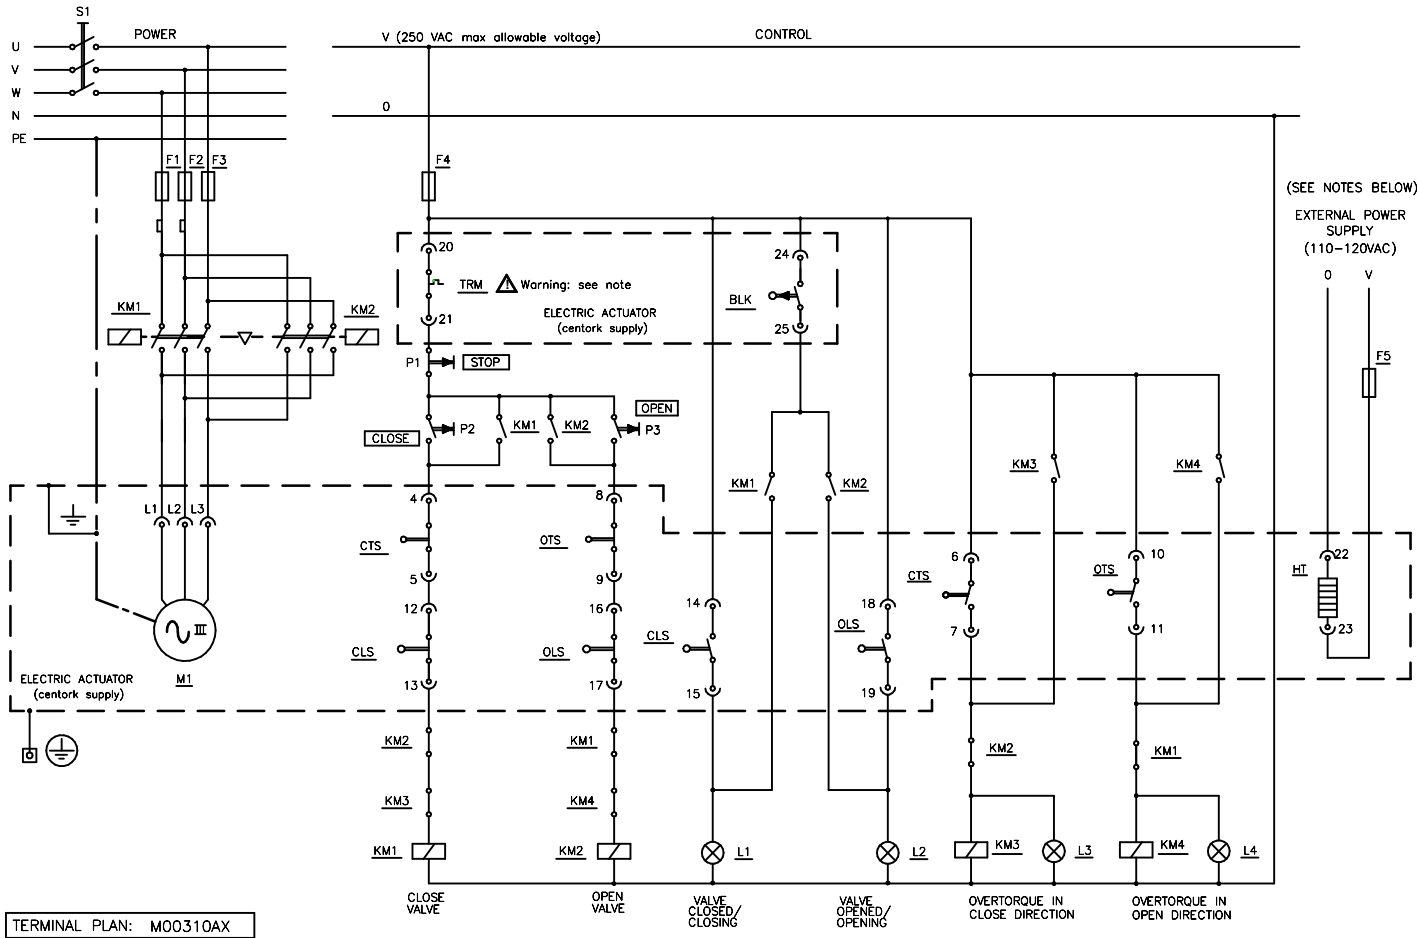 S1
POWER
V (250 VAC max allowable voltage)
CONTROL
U
V
W
N
O
PE
F1
F2
F3
F4
(SEE NOTES BELOW)
EXTERNAL POWER
SUPPLY
(110-120VAC)
O
V
20
24
TRM
Warning: see note
BLK
KM1
KM2
21
ELECTRIC ACTUATOR
(centork supply)
25
P1
STOP
F5
OPEN
CLOSE
P2
KM1
KM2
P3
KM3
KM4
KM1
KM2
L1
L2
L3
4
8
CTS
OTS
6
10
22
5
9
CTS
OTS
HT
12
16
14
18
7
11
23
III
CLS
OLS
CLS
OLS
M1
ELECTRIC ACTUATOR
(centork supply)
13
17
15
19
KM2
KM1
KM2
KM1
KM3
KM4
KM1
KM2
L1
L2
KM3
L3
KM4
L4
CLOSE
VALVE
OPEN
VALVE
VALVE
CLOSED/
CLOSING
VALVE
OPENED/
OPENING
OVERTORQUE IN
CLOSE DIRECTION
OVERTORQUE IN
OPEN DIRECTION
TERMINAL PLAN: M00310AX